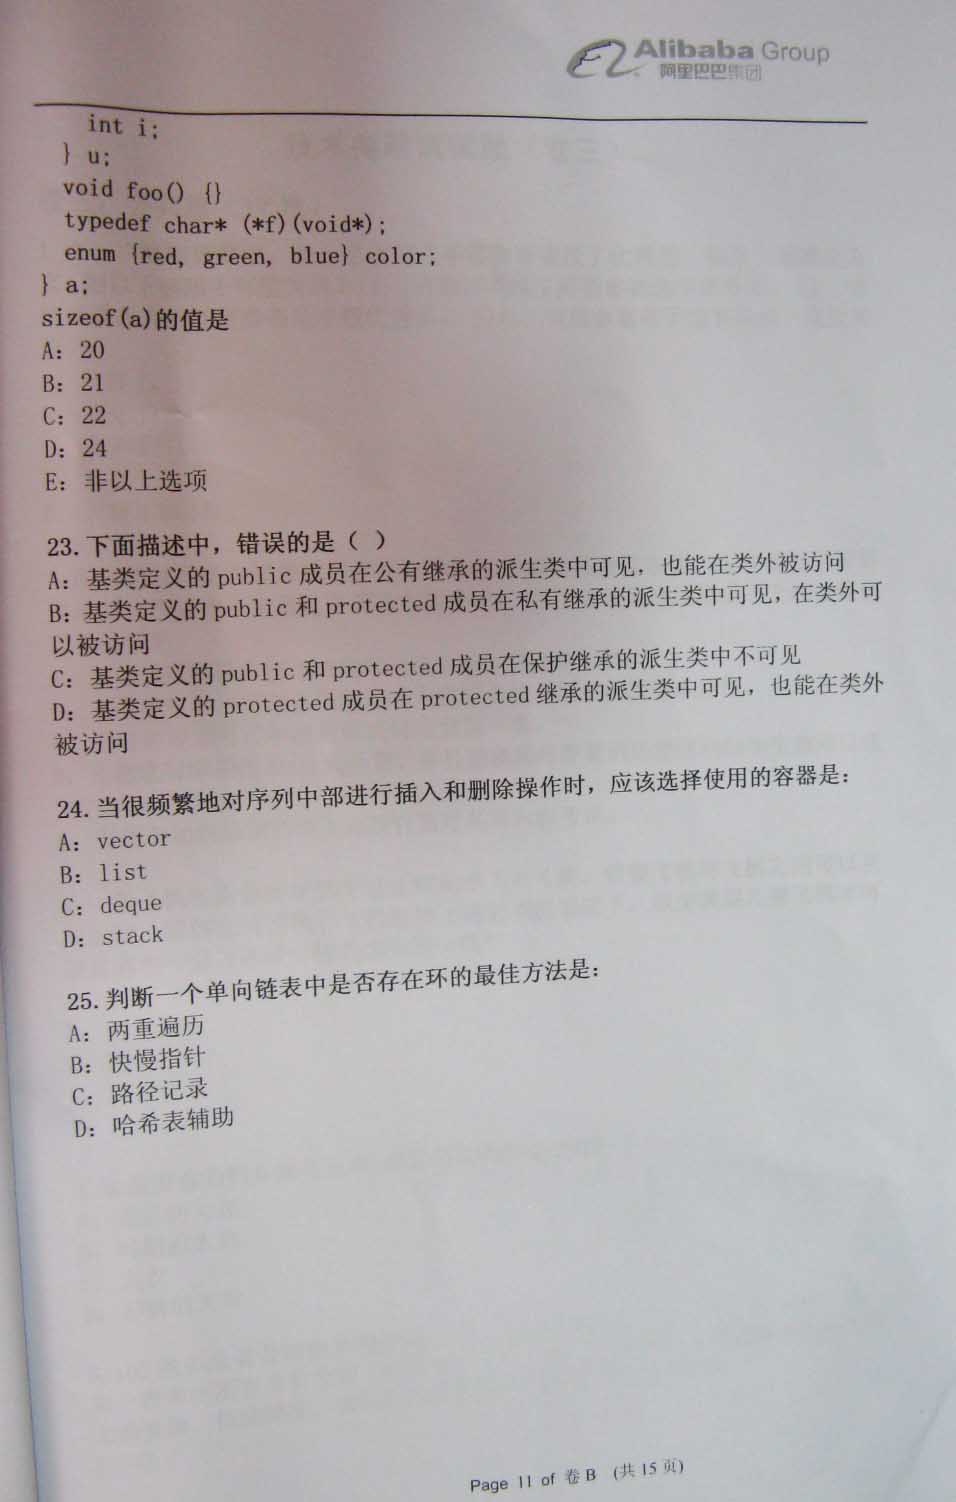 Alibaba Group
阿里巴巴集团
int i;
} u;
void foo() {}
typedef char* (*f)(void*);
enum {red, green, blue} color;
} a;
sizeof(a)的值是
A: 20
B: 21
C: 22
D: 24
E: 非以上选项
23.下面描述中，错误的是（ ）
A: 基类定义的 public 成员在公有继承的派生类中可见，也能在类外被访问
B: 基类定义的 public 和 protected 成员在私有继承的派生类中可见，在类外可
以被访问
C: 基类定义的 public 和 protected 成员在保护继承的派生类中不可见
D: 基类定义的 protected 成员在 protected 继承的派生类中可见，也能在类外
被访问
24.当很频繁地对序列中部进行插入和删除操作时，应该选择使用的容器是:
A: vector
B: list
C: deque
D: stack
25.判断一个单向链表中是否存在环的最佳方法是:
A: 两重遍历
B: 快慢指针
C: 路径记录
D: 哈希表辅助
Page 11 of 卷 B （共 15 页)